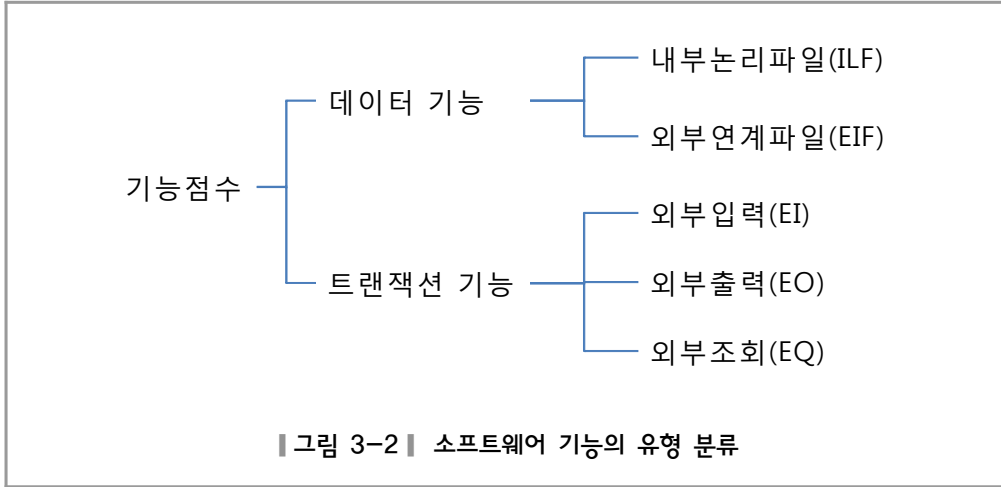 내부논리파일(ILF)
데이터 기능
외부연계파일(EIF)
기능점수
외부입력(EI)
트랜잭션 기능
외부출력(EO)
외부조회(EQ)
‖그림 3-2‖ 소프트웨어 기능의 유형 분류